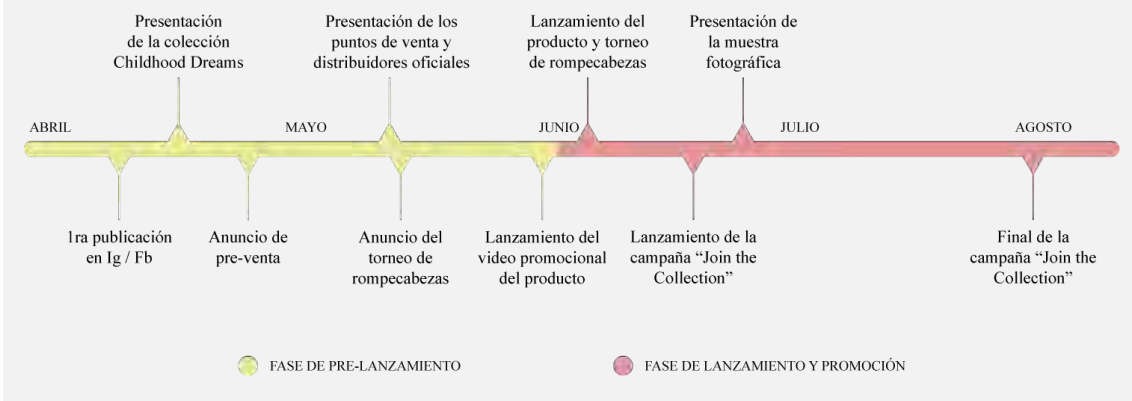 Presentación
de la colección
Childhood Dreams
Presentación de los
puntos de venta y
distribuidores oficiales
Lanzamiento del
producto y torneo
de rompecabezas
Presentación de
la muestra
fotográfica
ABRIL
MAYO
JUNIO
JULIO
AGOSTO
1ra publicación
en Ig / Fb
Anuncio de
pre-venta
Anuncio del
torneo de
rompecabezas
Lanzamiento del
video promocional
del producto
Lanzamiento de la
campaña “Join the
Collection”
Final de la
campaña “Join the
Collection”
FASE DE PRE-LANZAMIENTO
FASE DE LANZAMIENTO Y PROMOCIÓN